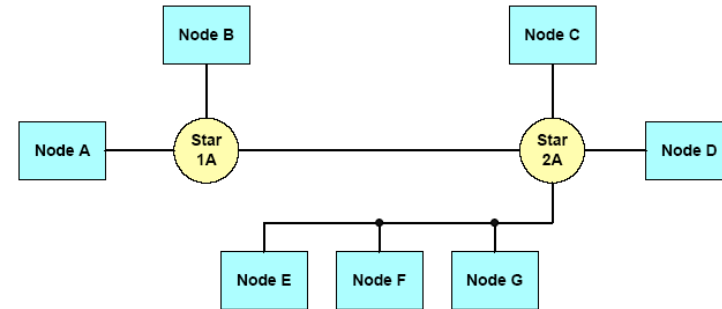 Node B
Node C
Node A
Star
1A
Star
2A
Node D
Node E
Node F
Node G